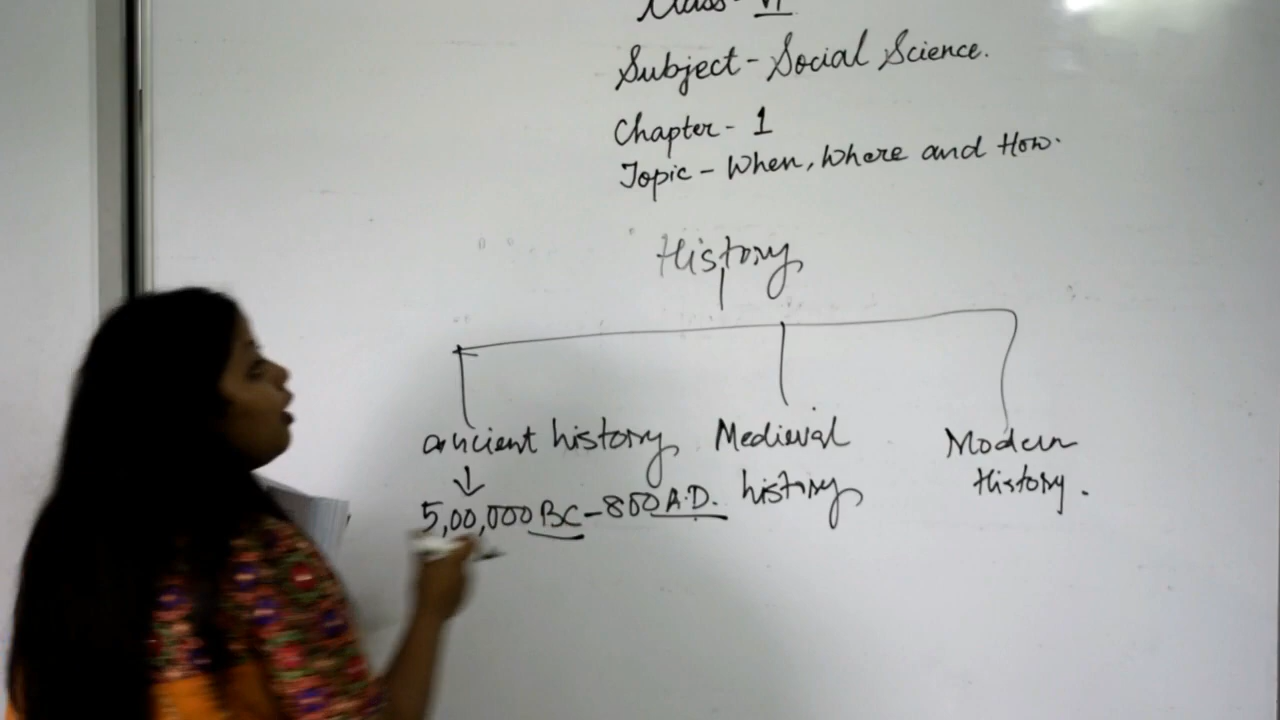 Class - VI
Subject - Social Science.
Chapter - 1
Topic - When, Where and How.
History
ancient history
5,00,000 BC - 800 A.D.
Medieval
history
Modern
History.